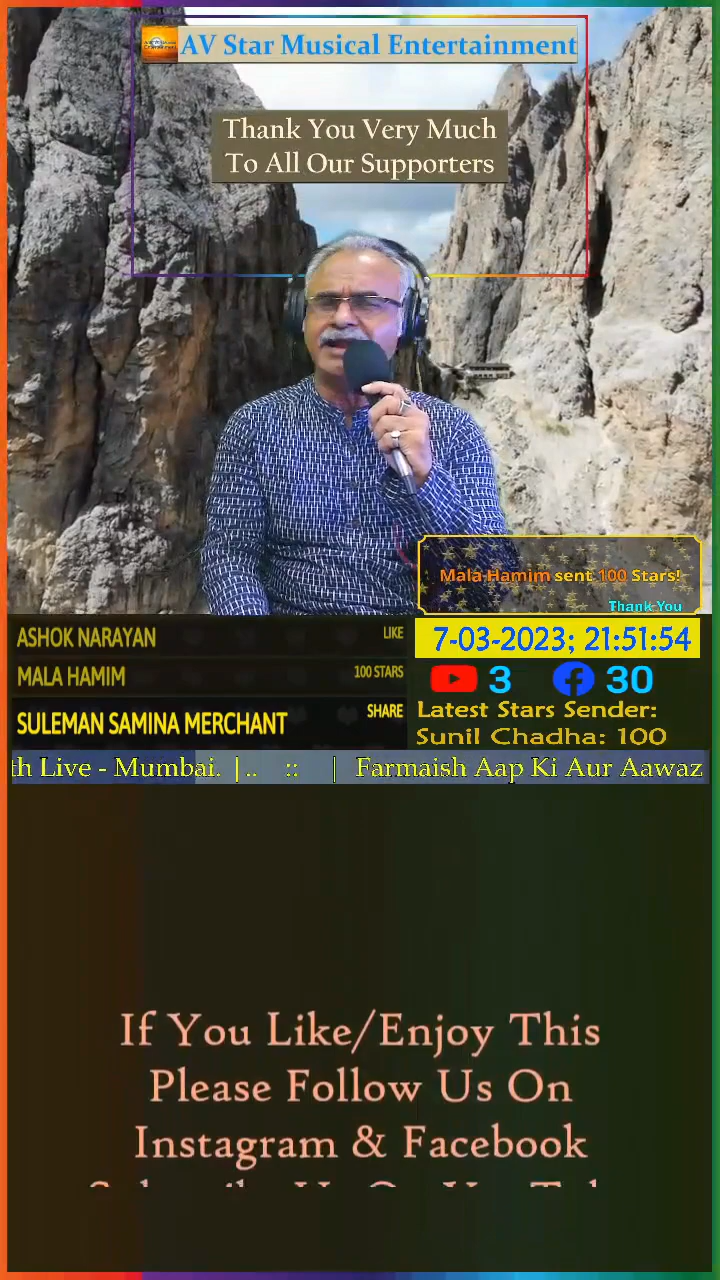 AV Star Musical Entertainment
Thank You Very Much
To All Our Supporters
Mala Hamim sent 100 Stars!
Thank You
ASHOK NARAYAN LIKE
MALA HAMIM 100 STARS
SULEMAN SAMINA MERCHANT SHARE
7-03-2023; 21:51:54
3 30
Latest Stars Sender:
Sunil Chadha: 100
th Live - Mumbai. |.. :: | Farmaish Aap Ki Aur Aawaz
If You Like/Enjoy This
Please Follow Us On
Instagram & Facebook